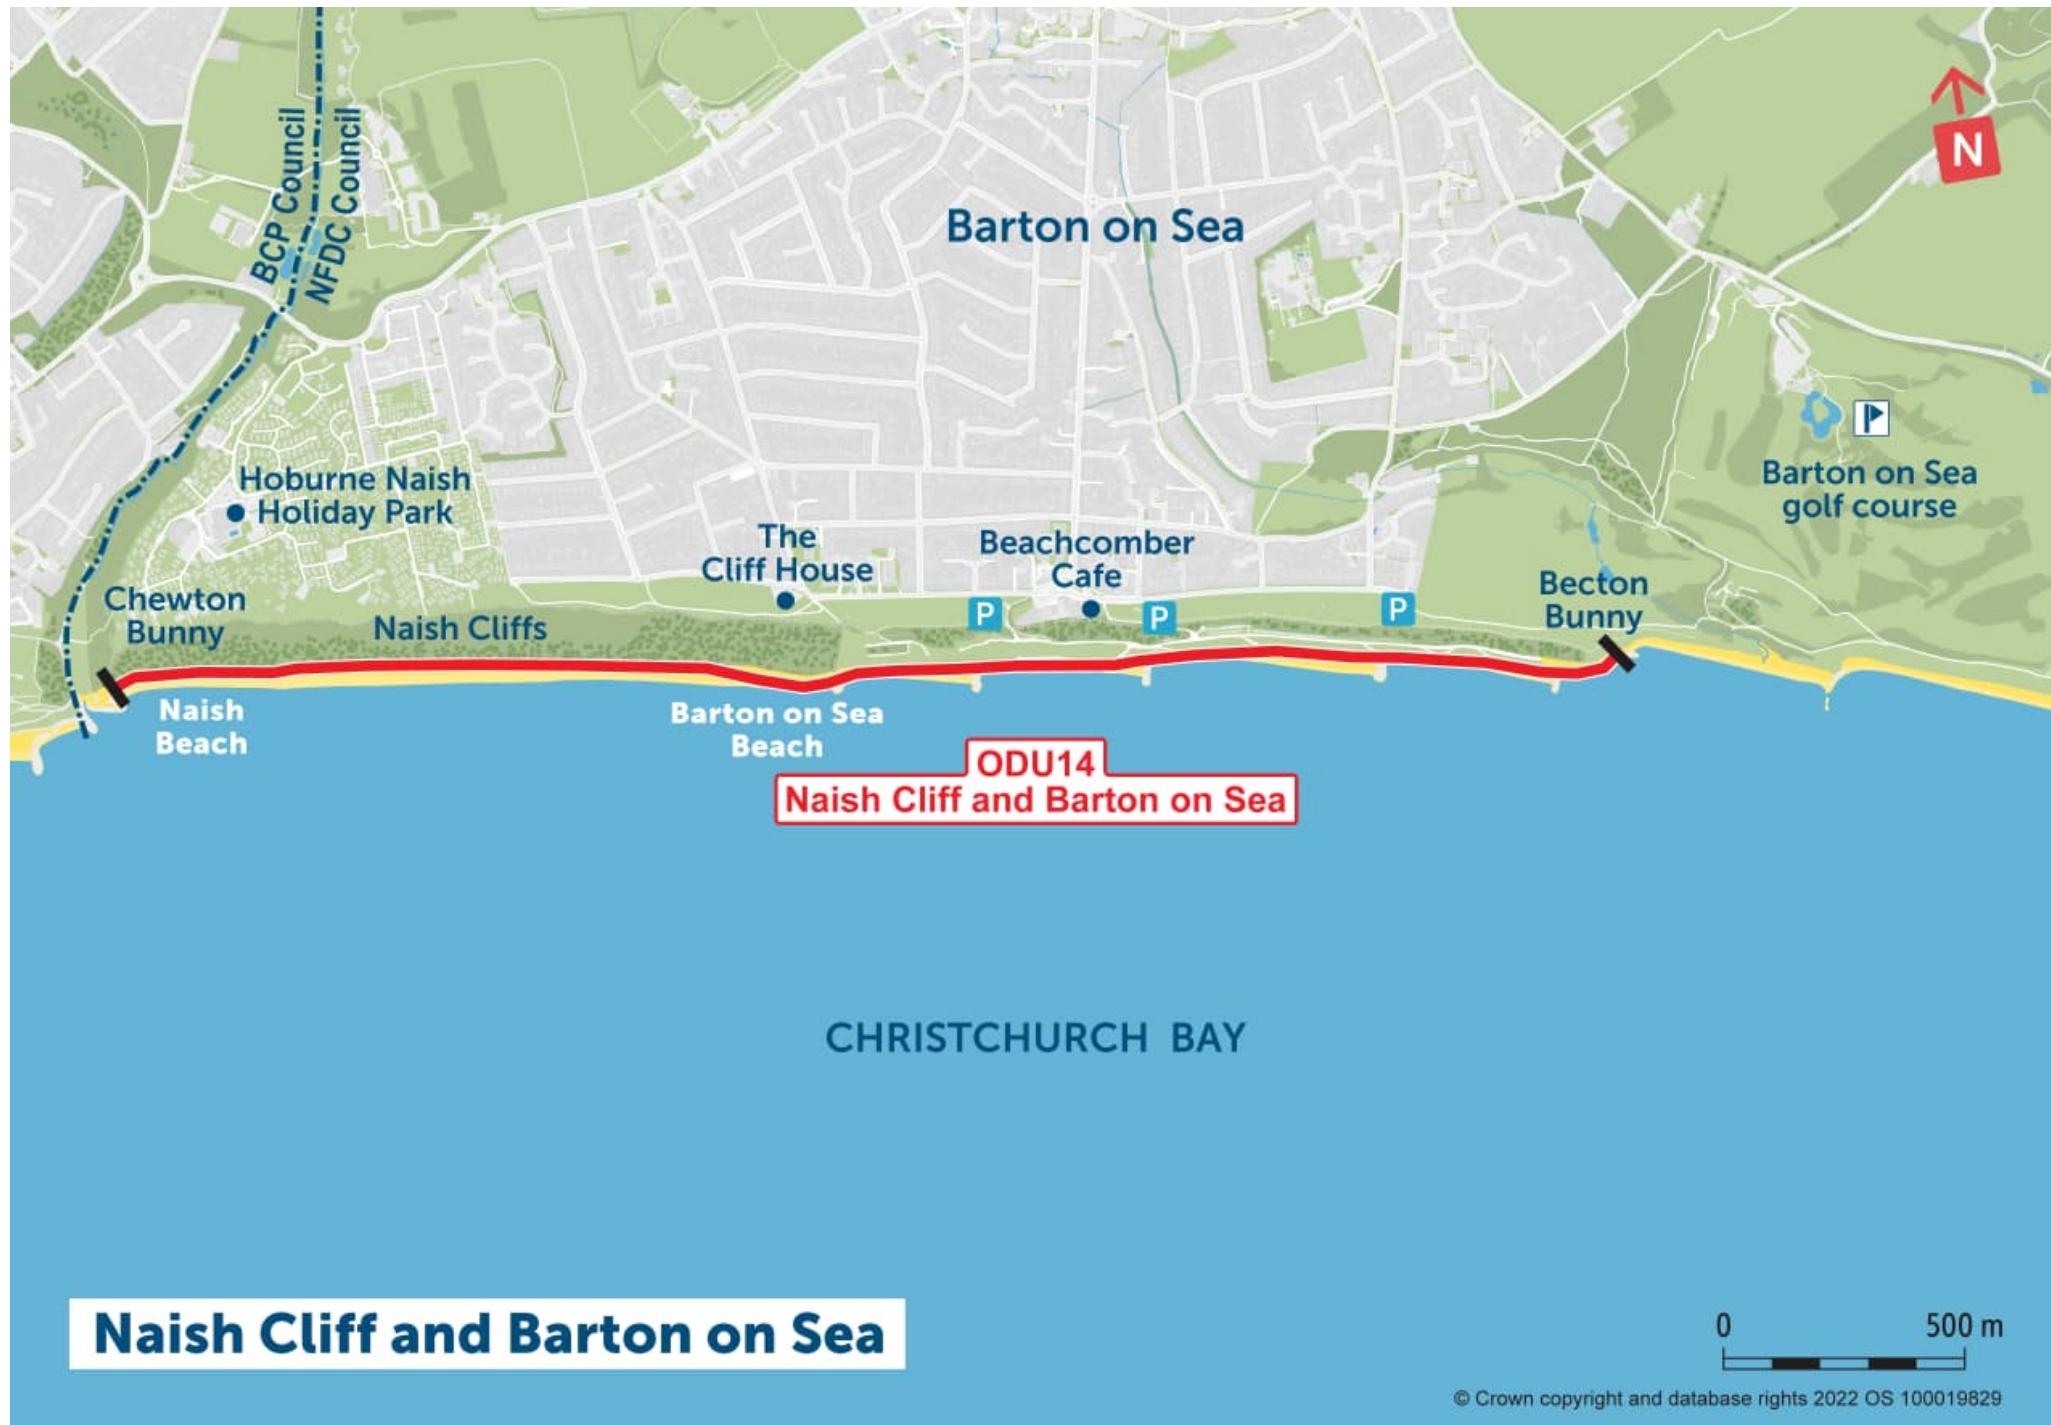 BCP Council
NFDC Council
N
Barton on Sea
Hoburne Naish
Holiday Park
The
Cliff House
Beachcomber
Cafe
Barton on Sea
golf course
Chewton
Bunny
Naish Cliffs
P
P
P
Becton
Bunny
Naish
Beach
Barton on Sea
Beach
ODU14
Naish Cliff and Barton on Sea
CHRISTCHURCH BAY
Naish Cliff and Barton on Sea
0 500 m
© Crown copyright and database rights 2022 OS 100019829